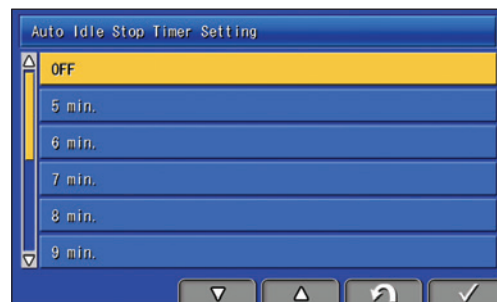 Auto Idle Stop Timer Setting
OFF
5 min.
6 min.
7 min.
8 min.
9 min.